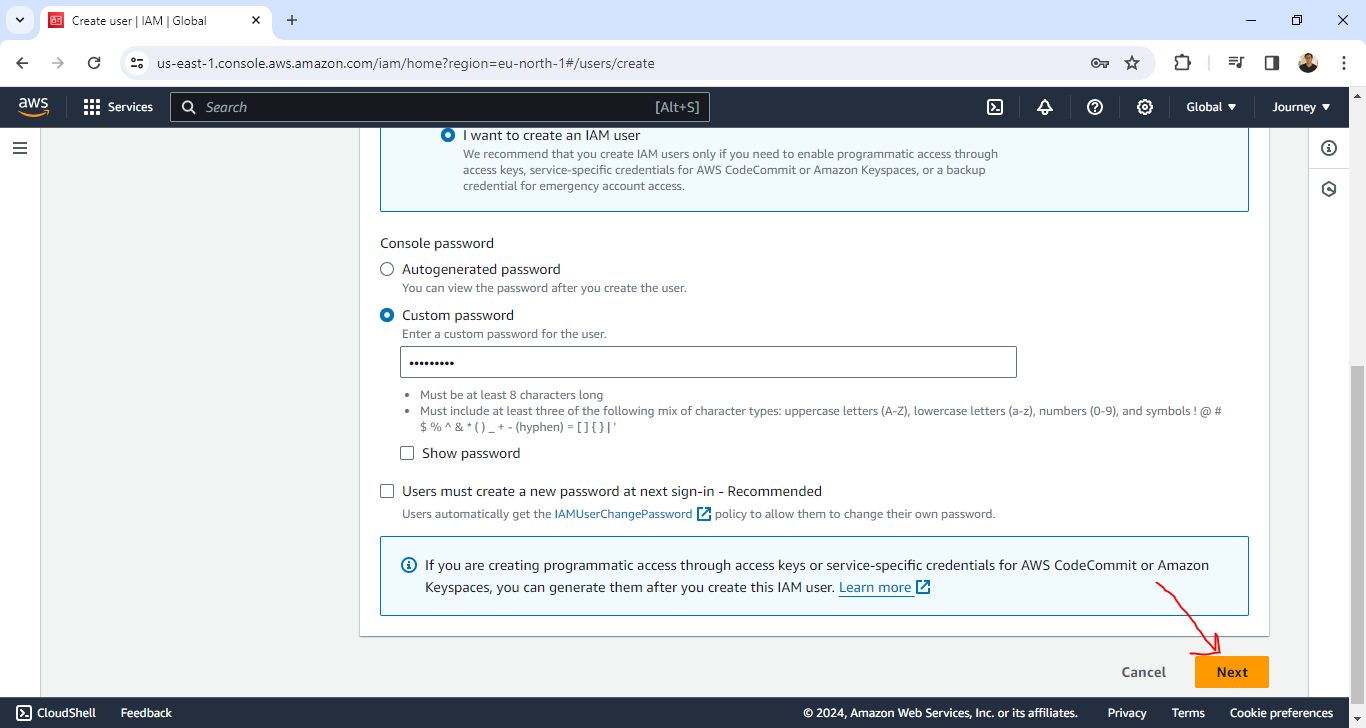 Create user | IAM | Global
us-east-1.console.aws.amazon.com/iam/home?region=eu-north-1#/users/create
aws Services Search [Alt+S] Global Journey
I want to create an IAM user
We recommend that you create IAM users only if you need to enable programmatic access through
access keys, service-specific credentials for AWS CodeCommit or Amazon Keyspaces, or a backup
credential for emergency account access.
Console password
Autogenerated password
You can view the password after you create the user.
Custom password
Enter a custom password for the user.
•••••••••
• Must be at least 8 characters long
• Must include at least three of the following mix of character types: uppercase letters (A-Z), lowercase letters (a-z), numbers (0-9), and symbols ! @ #
$ % ^ & * ( ) _ + - (hyphen) = [ ] { } | '
Show password
Users must create a new password at next sign-in - Recommended
Users automatically get the IAMUserChangePassword policy to allow them to change their own password.
If you are creating programmatic access through access keys or service-specific credentials for AWS CodeCommit or Amazon
Keyspaces, you can generate them after you create this IAM user. Learn more
Cancel Next
CloudShell Feedback © 2024, Amazon Web Services, Inc. or its affiliates. Privacy Terms Cookie preferences